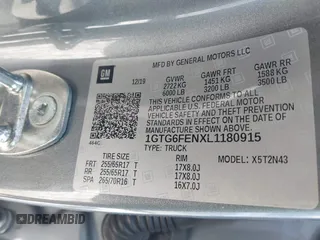 MFD BY GENERAL MOTORS LLC
GM
12/19
GVWR GAWR FRT GAWR RR
2722 KG 1451 KG 1588 KG
6000 LB 3200 LB 3500 LB
THIS VEHICLE CONFORMS TO ALL APPLICABLE
U.S. FEDERAL MOTOR VEHICLE SAFETY AND
THEFT PREVENTION STANDARDS IN EFFECT
ON THE DATE OF MANUFACTURE SHOWN ABOVE.
1GTG6FENXL1180915
TYPE: TRUCK MODEL: X5T2N43
TIRE SIZE RIM
FRT 255/65R17 T 17X8.0J
RR 255/65R17 T 17X8.0J
SPA 265/70R16 T 16X7.0J
DREAMBID